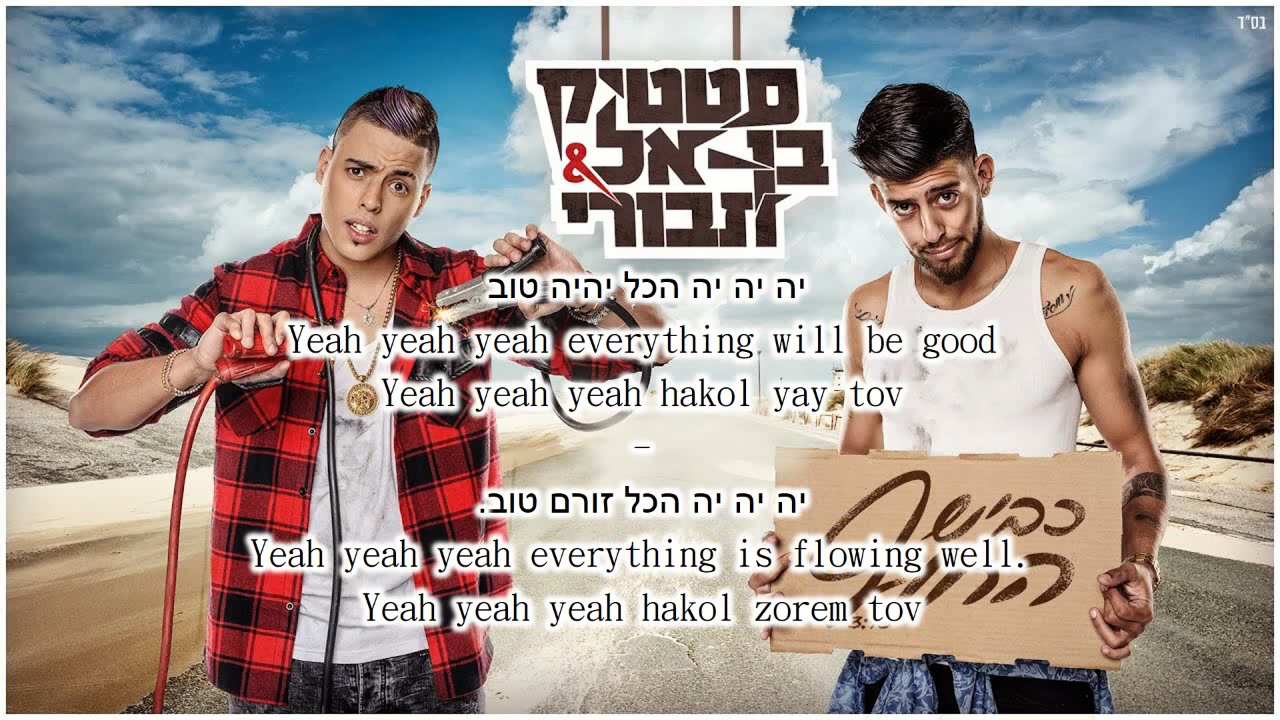 בס"ד
סטטיק
& בן-אל
תבורי
יה יה יה הכל יהיה טוב
Yeah yeah yeah everything will be good
Yeah yeah yeah hakol yay tov
-
יה יה יה הכל זורם טוב.
Yeah yeah yeah everything is flowing well.
Yeah yeah yeah hakol zorem tov
כביש
החוף